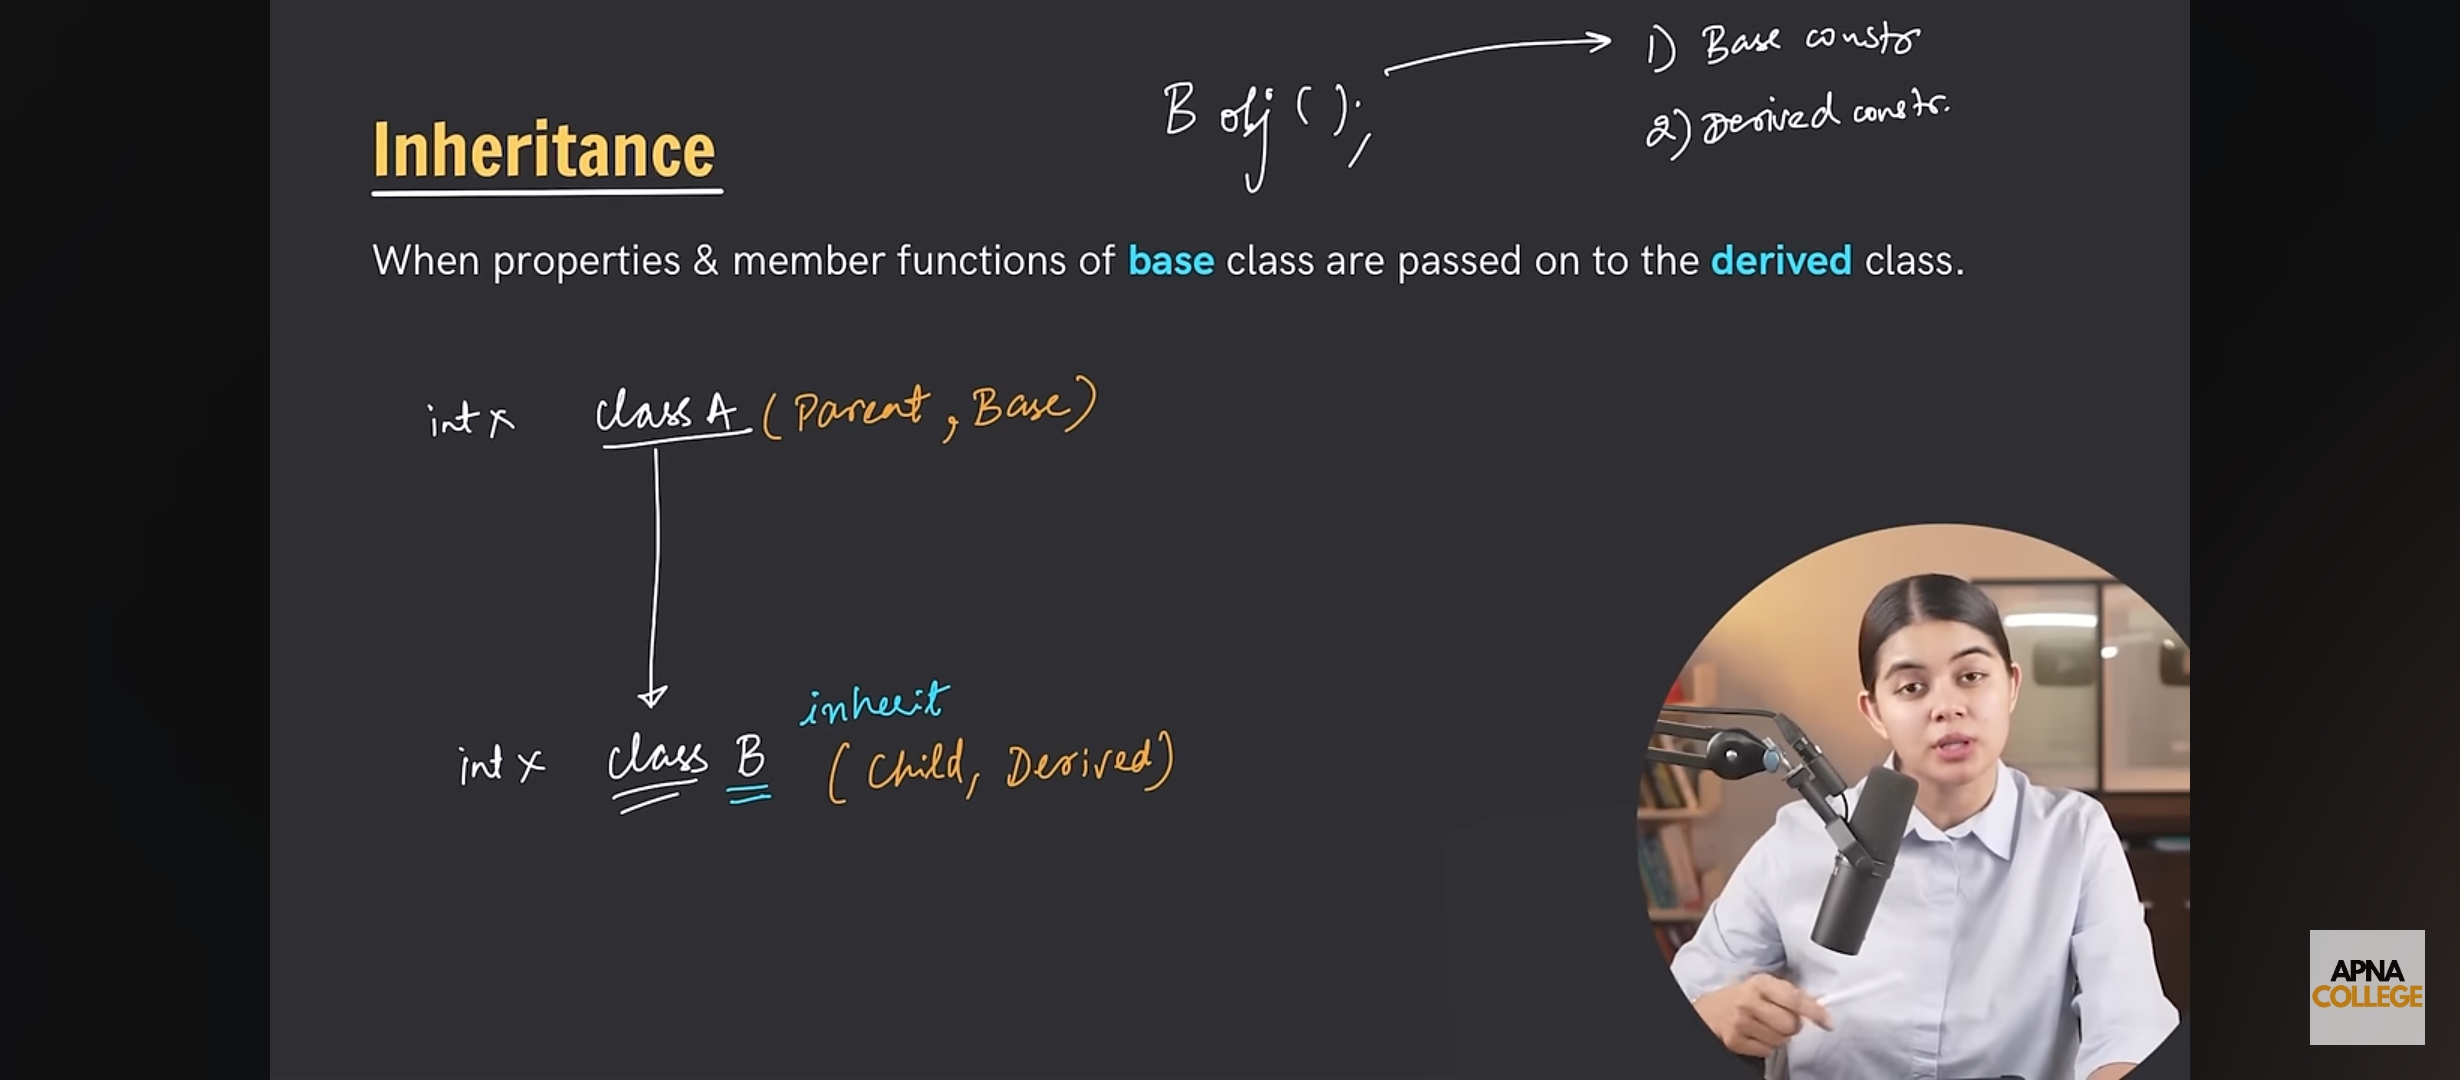 1) Base constr
B obj();
2) Derived constr.
Inheritance
When properties & member functions of base class are passed on to the derived class.
int x class A (Parent, Base)
inherit
int x class B (Child, Derived)
APNA
COLLEGE